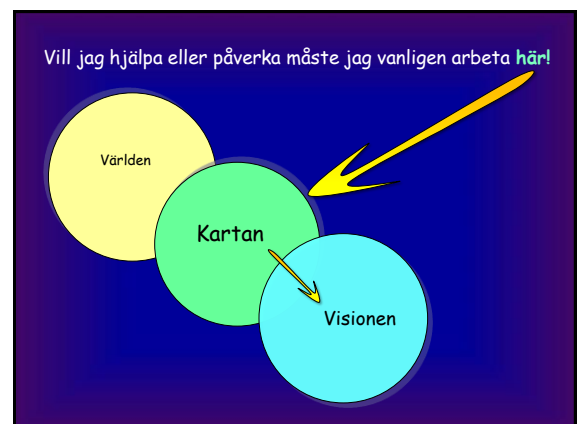 Vill jag hjälpa eller påverka måste jag vanligen arbeta här!
Världen
Kartan
Visionen